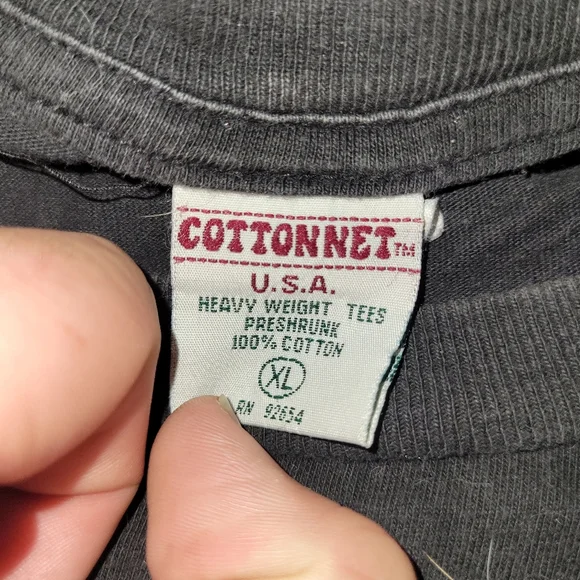 COTTONNET™
U.S.A.
HEAVY WEIGHT TEES
PRESHRUNK
100% COTTON
XL
RN 92654